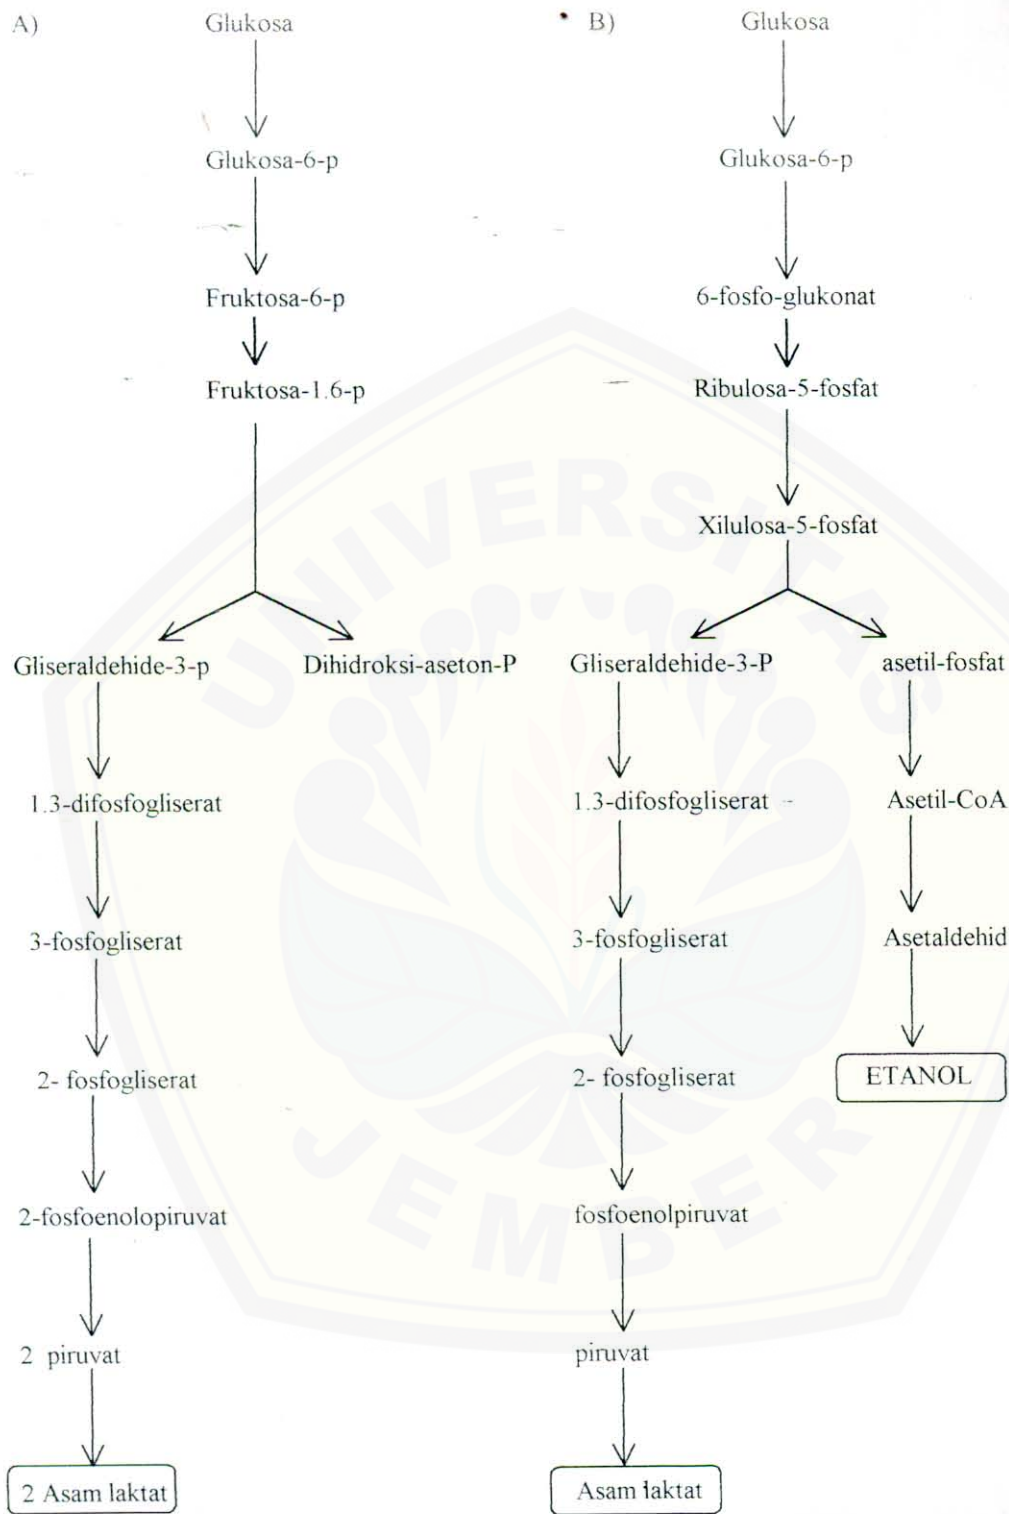 A)
Glukosa
Glukosa-6-p
Fruktosa-6-p
Fruktosa-1.6-p
Gliseraldehide-3-p
Dihidroksi-aseton-P
1.3-difosfogliserat
3-fosfogliserat
2- fosfogliserat
2-fosfoenolopiruvat
2 piruvat
2 Asam laktat
B)
Glukosa
Glukosa-6-p
6-fosfo-glukonat
Ribulosa-5-fosfat
Xilulosa-5-fosfat
Gliseraldehide-3-P
asetil-fosfat
1.3-difosfogliserat
Asetil-CoA
3-fosfogliserat
Asetaldehid
2- fosfogliserat
ETANOL
fosfoenolpiruvat
piruvat
Asam laktat
UNIVERSITAS
JEMBER